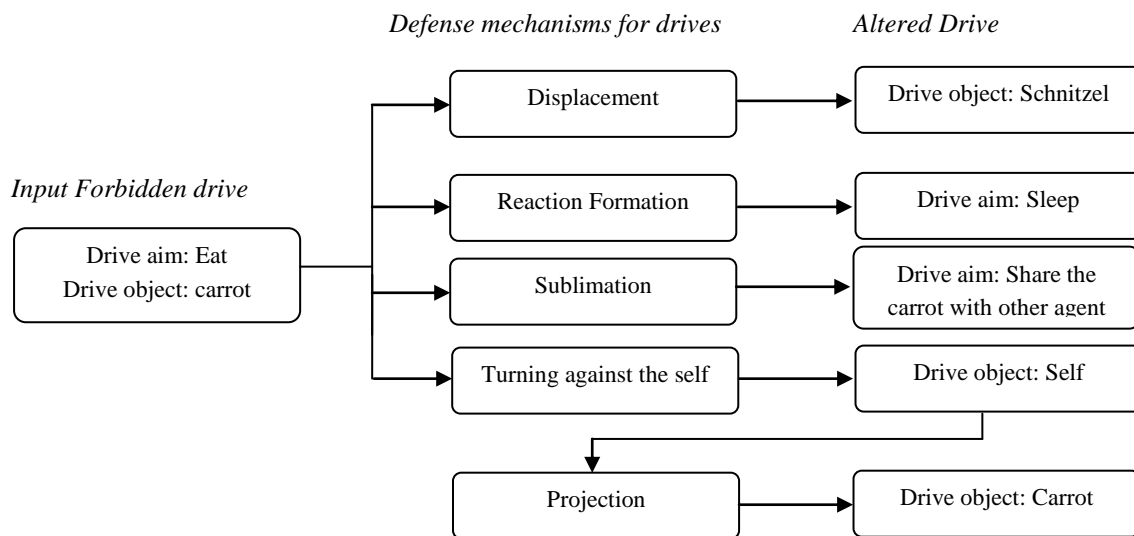 Defense mechanisms for drives
Altered Drive
Displacement
Drive object: Schnitzel
Input Forbidden drive
Reaction Formation
Drive aim: Sleep
Drive aim: Eat
Drive object: carrot
Sublimation
Drive aim: Share the
carrot with other agent
Turning against the self
Drive object: Self
Projection
Drive object: Carrot